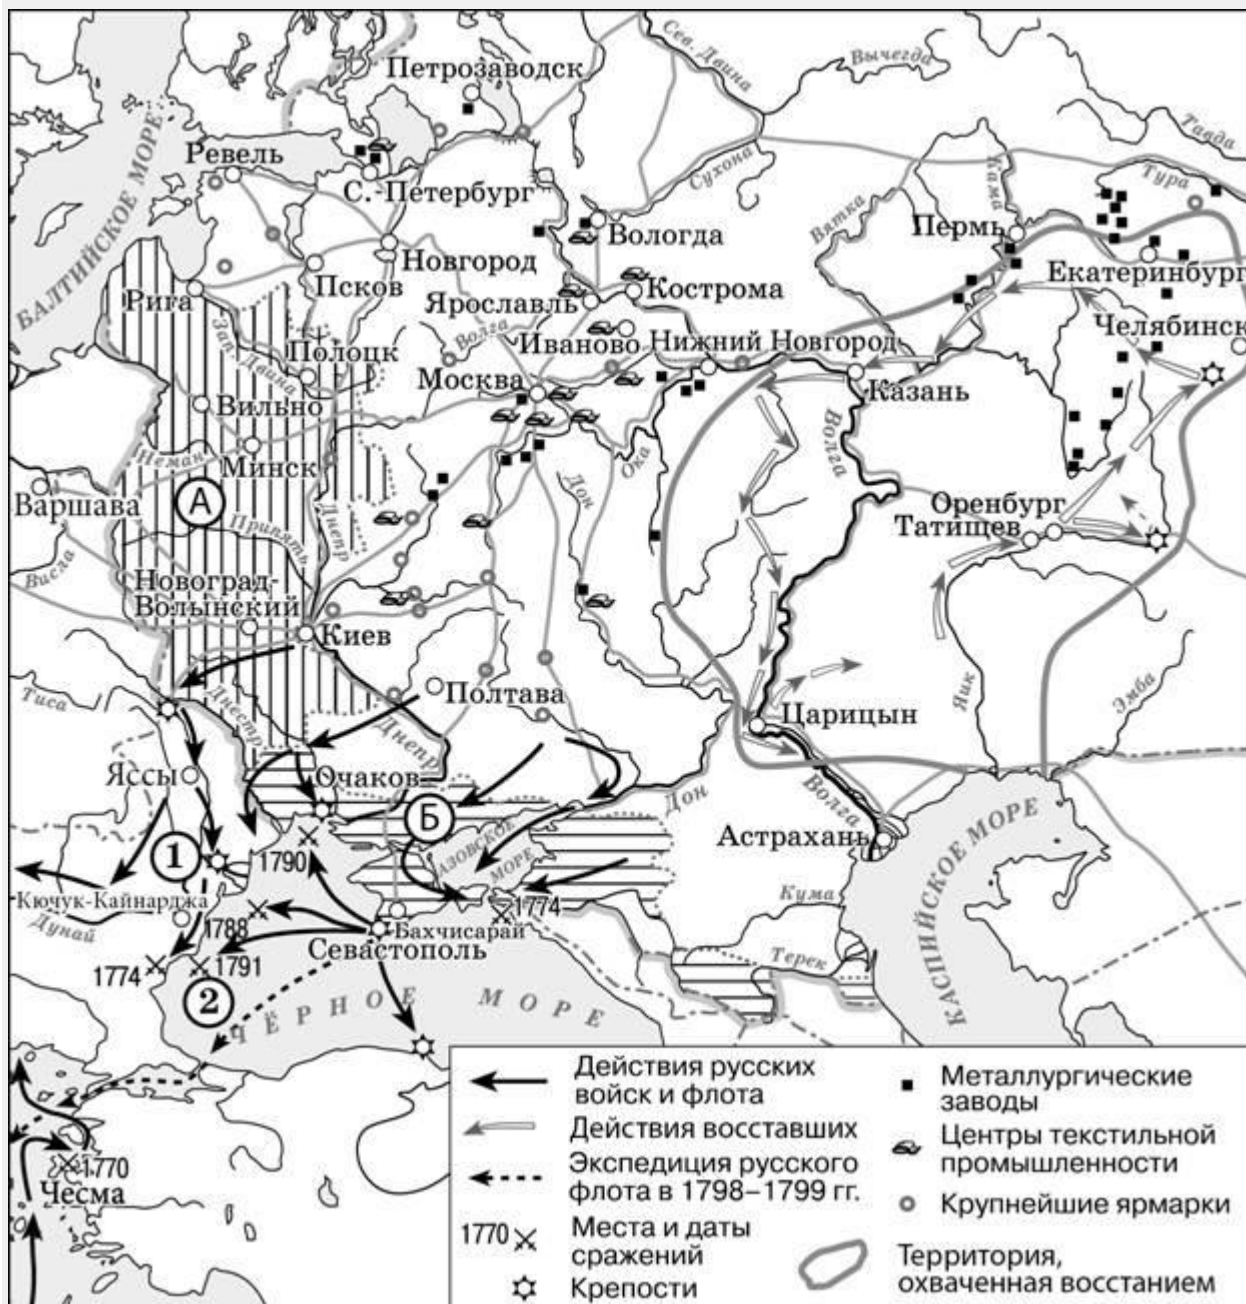 Петрозаводск
Сев. Двина
Вычегда
Тавда
БАЛТИЙСКОЕ МОРЕ
Ревель
С.-Петербург
Сухона
Кама
Тура
Вятка
Пермь
Вологда
Новгород
Псков
Рига
Зап. Двина
Екатеринбург
Ярославль
Кострома
Волга
Иваново
Нижний Новгород
Челябинск
Полоцк
Москва
Казань
Вильно
Неман
Минск
Ока
Дон
Волга
Варшава
А
Припять
Днепр
Оренбург
Татищев
Висла
Новоград-
Волынский
Киев
Тиса
Днестр
Полтава
Днепр
Царицын
Яик
Эмба
Яссы
Очаков
Дон
Волга
1
Б
АЗОВСКОЕ
МОРЕ
Астрахань
1790
Кючук-Кайнарджа
Дунай
1788
1774
Кума
Бахчисарай
Севастополь
1774
1791
Терек
КАСПИЙСКОЕ МОРЕ
2
ЧЁРНОЕ МОРЕ
1770
Чесма
Действия русских
войск и флота
Действия восставших
Экспедиция русского
флота в 1798–1799 гг.
1770
Места и даты
сражений
Крепости
Металлургические
заводы
Центры текстильной
промышленности
Крупнейшие ярмарки
Территория,
охваченная восстанием